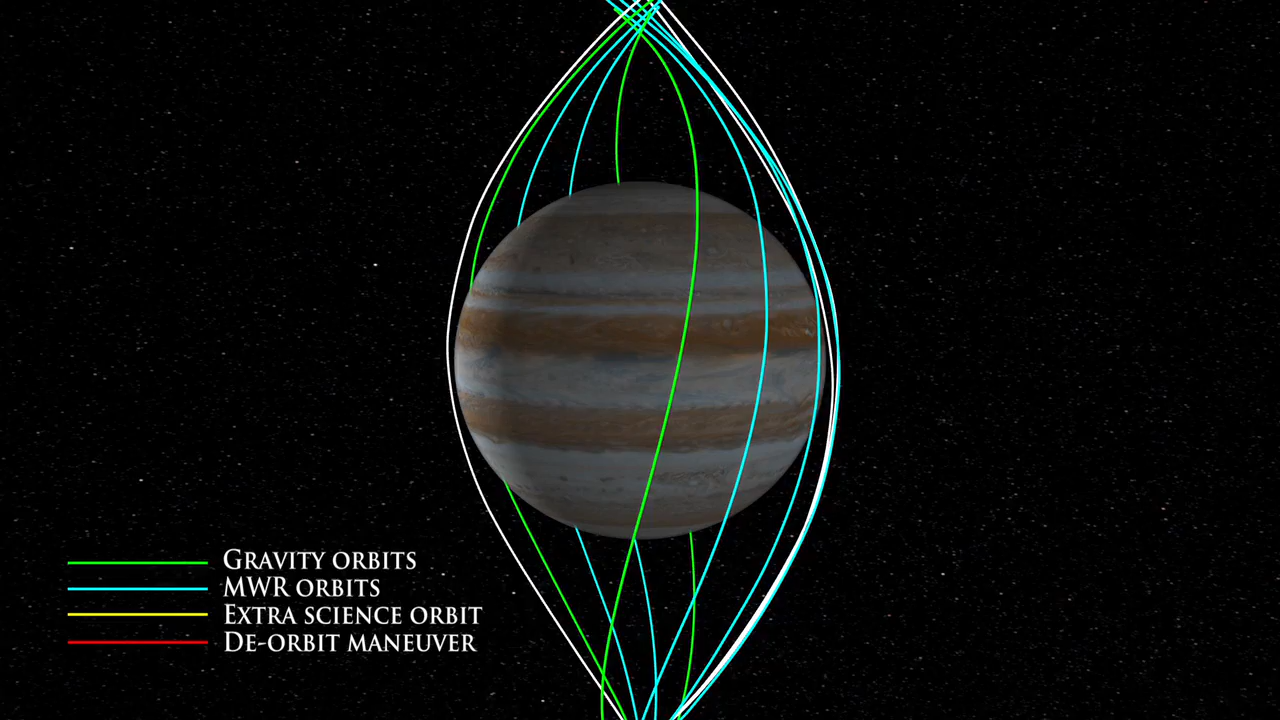 Gravity orbits
MWR orbits
Extra science orbit
De-orbit maneuver